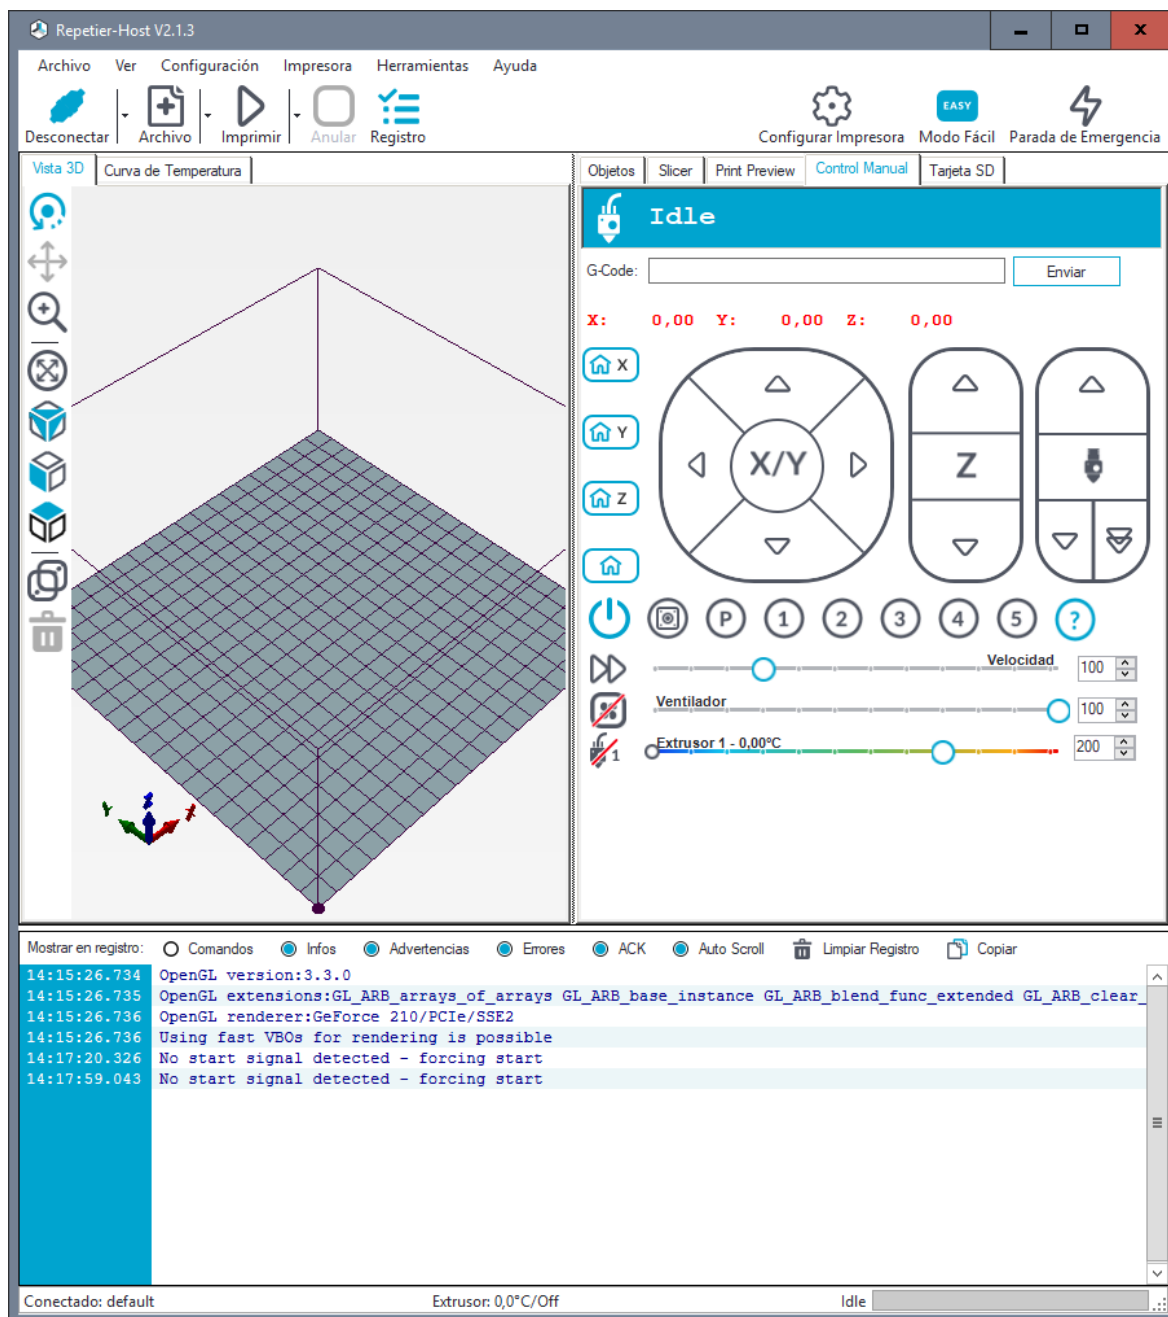 Repetier-Host V2.1.3
Archivo Ver Configuración Impresora Herramientas Ayuda
EASY
Desconectar Archivo Imprimir Anular Registro Configurar Impresora Modo Fácil Parada de Emergencia
Vista 3D Curva de Temperatura
Objetos Slicer Print Preview Control Manual Tarjeta SD
Idle
G-Code: Enviar
X: 0,00 Y: 0,00 Z: 0,00
X
Y
Z
X/Y Z
P 1 2 3 4 5 ?
Velocidad 100
Ventilador 100
1 Extrusor 1 - 0,00ºC 200
Y Z X
Mostrar en registro: Comandos Infos Advertencias Errores ACK Auto Scroll Limpiar Registro Copiar
14:15:26.734 OpenGL version:3.3.0
14:15:26.735 OpenGL extensions:GL_ARB_arrays_of_arrays GL_ARB_base_instance GL_ARB_blend_func_extended GL_ARB_clear_
14:15:26.736 OpenGL renderer:GeForce 210/PCIe/SSE2
14:15:26.736 Using fast VBOs for rendering is possible
14:17:20.326 No start signal detected - forcing start
14:17:59.043 No start signal detected - forcing start
Conectado: default Extrusor: 0,0°C/Off Idle